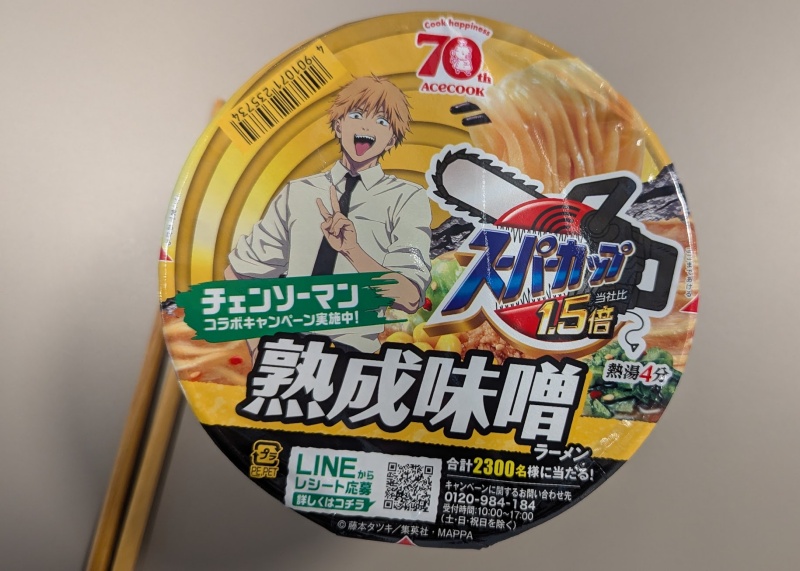 Cook happiness
70th
ACECOOK
4901071235734
スーパーカップ
当社比
1.5倍
チェンソーマン
コラボキャンペーン実施中!
熱湯4分
熟成味噌
ラーメン
プラ
PE,PET
LINEから
レシート応募
詳しくはコチラ
合計2300名様に当たる!
キャンペーンに関するお問い合わせ先
0120-984-184
受付時間:10:00~17:00
(土・日・祝日を除く)
©藤本タツキ/集英社・MAPPA